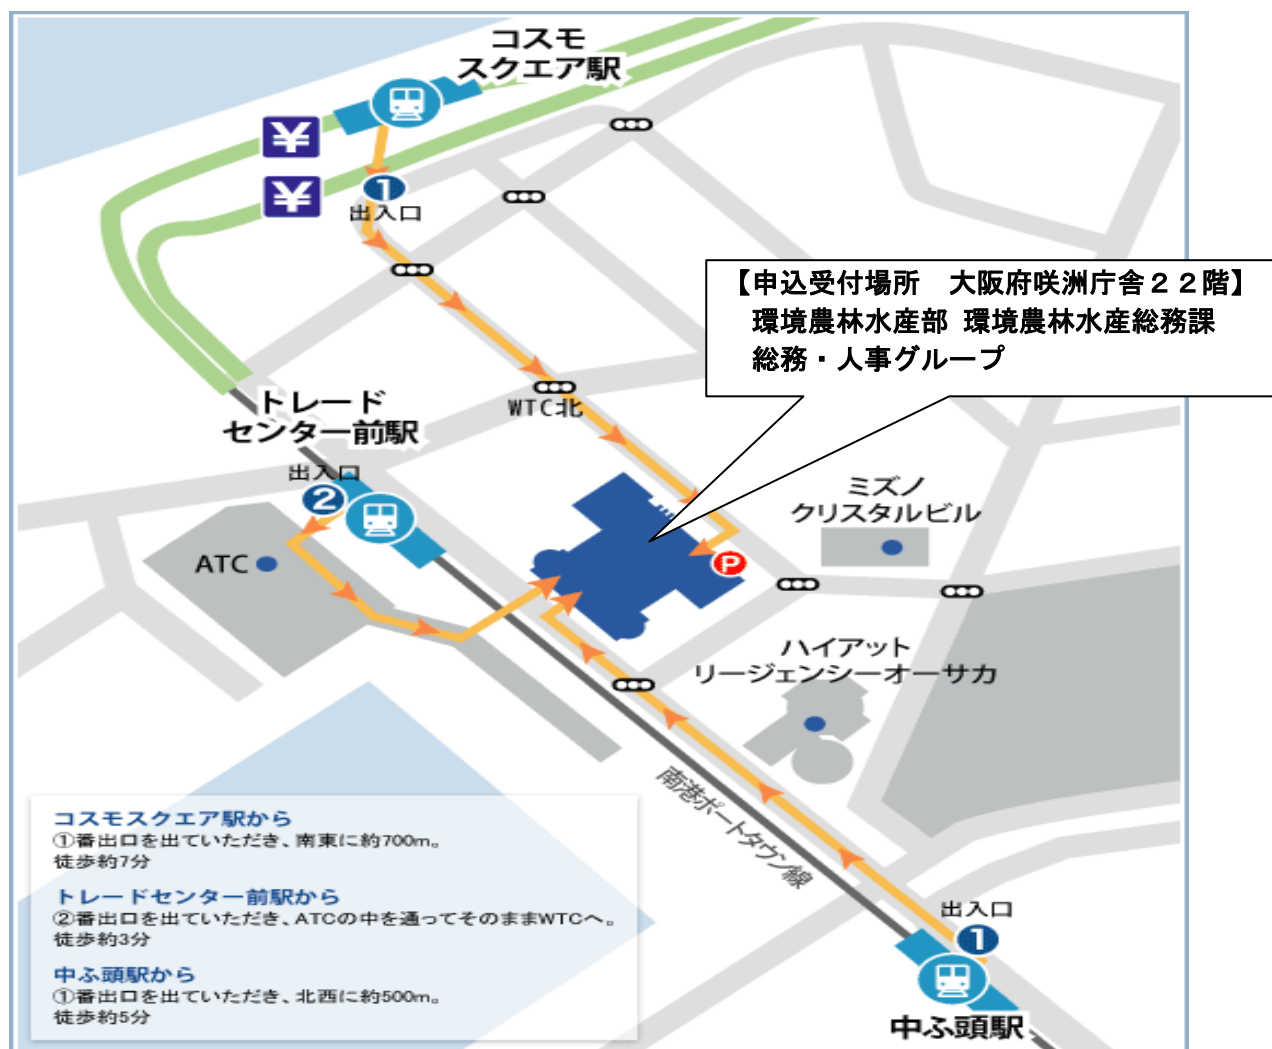 コスモ
スクエア駅
¥
¥
1
出入口
【申込受付場所　大阪府咲洲庁舎２２階】
環境農林水産部 環境農林水産総務課
総務・人事グループ
WTC北
トレード
センター前駅
出入口
2
ATC
P
ミズノ
クリスタルビル
ハイアット
リージェンシーオーサカ
南港ポートタウン線
コスモスクエア駅から
①番出口を出ていただき、南東に約700m。
徒歩約7分
トレードセンター前駅から
②番出口を出ていただき、ATCの中を通ってそのままWTCへ。
徒歩約3分
中ふ頭駅から
①番出口を出ていただき、北西に約500m。
徒歩約5分
出入口
1
中ふ頭駅